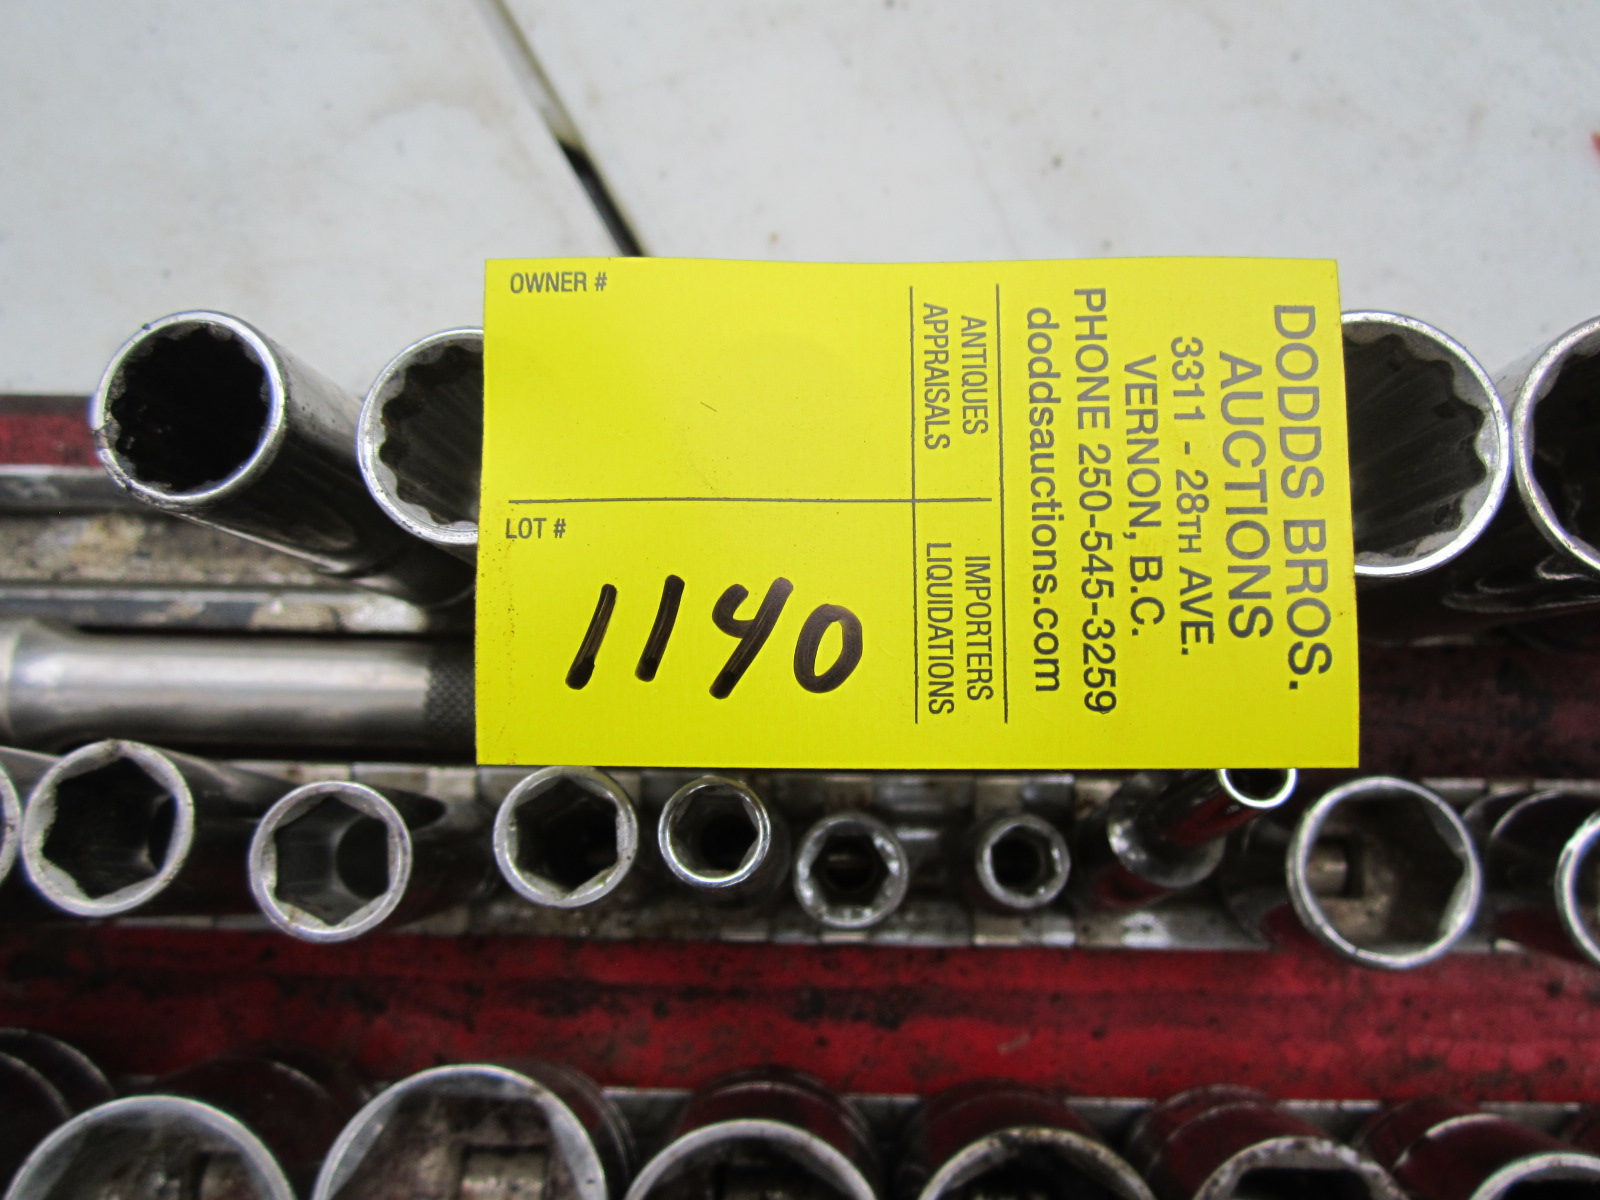 OWNER #
LOT #
1140
ANTIQUES
APPRAISALS
IMPORTERS
LIQUIDATIONS
DODDS BROS.
AUCTIONS
3311 - 28TH AVE.
VERNON, B.C.
PHONE 250-545-3259
doddsauctions.com